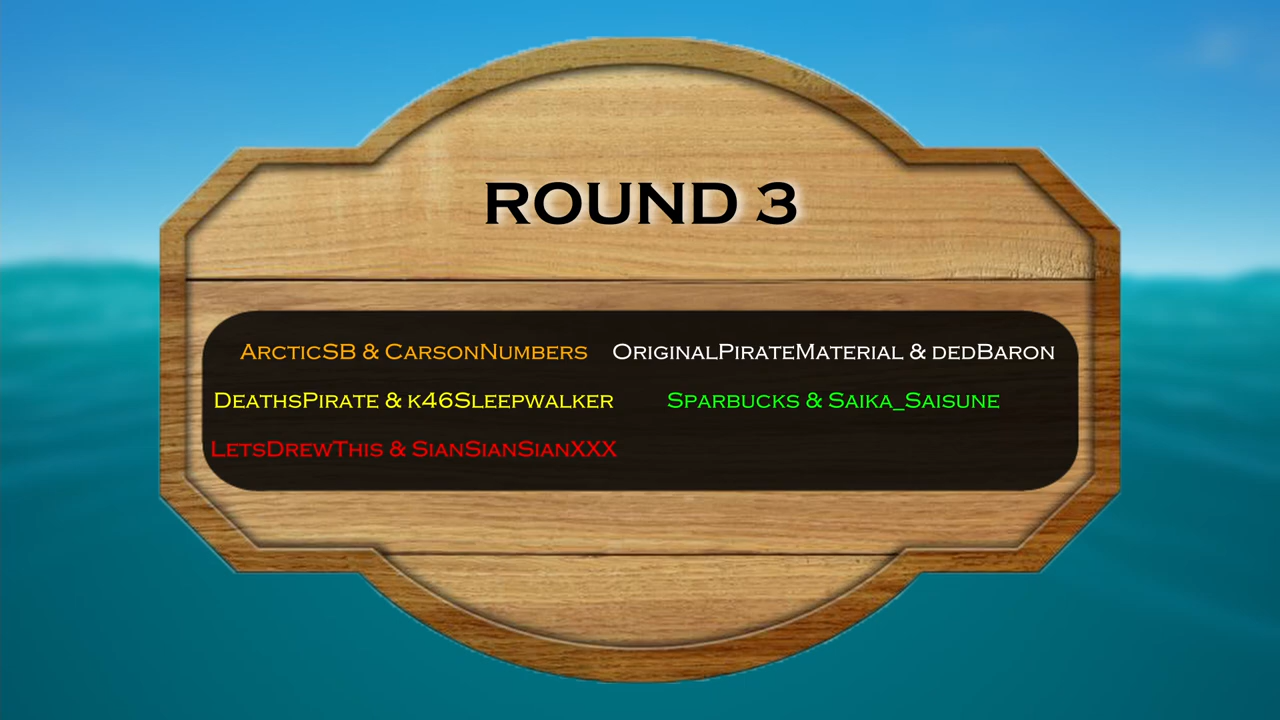 ROUND 3
ArcticSB & CarsonNumbers OriginalPirateMaterial & dedBaron
DeathsPirate & k46Sleepwalker Sparbucks & Saika_Saisune
LetsDrewThis & SianSianSianXXX